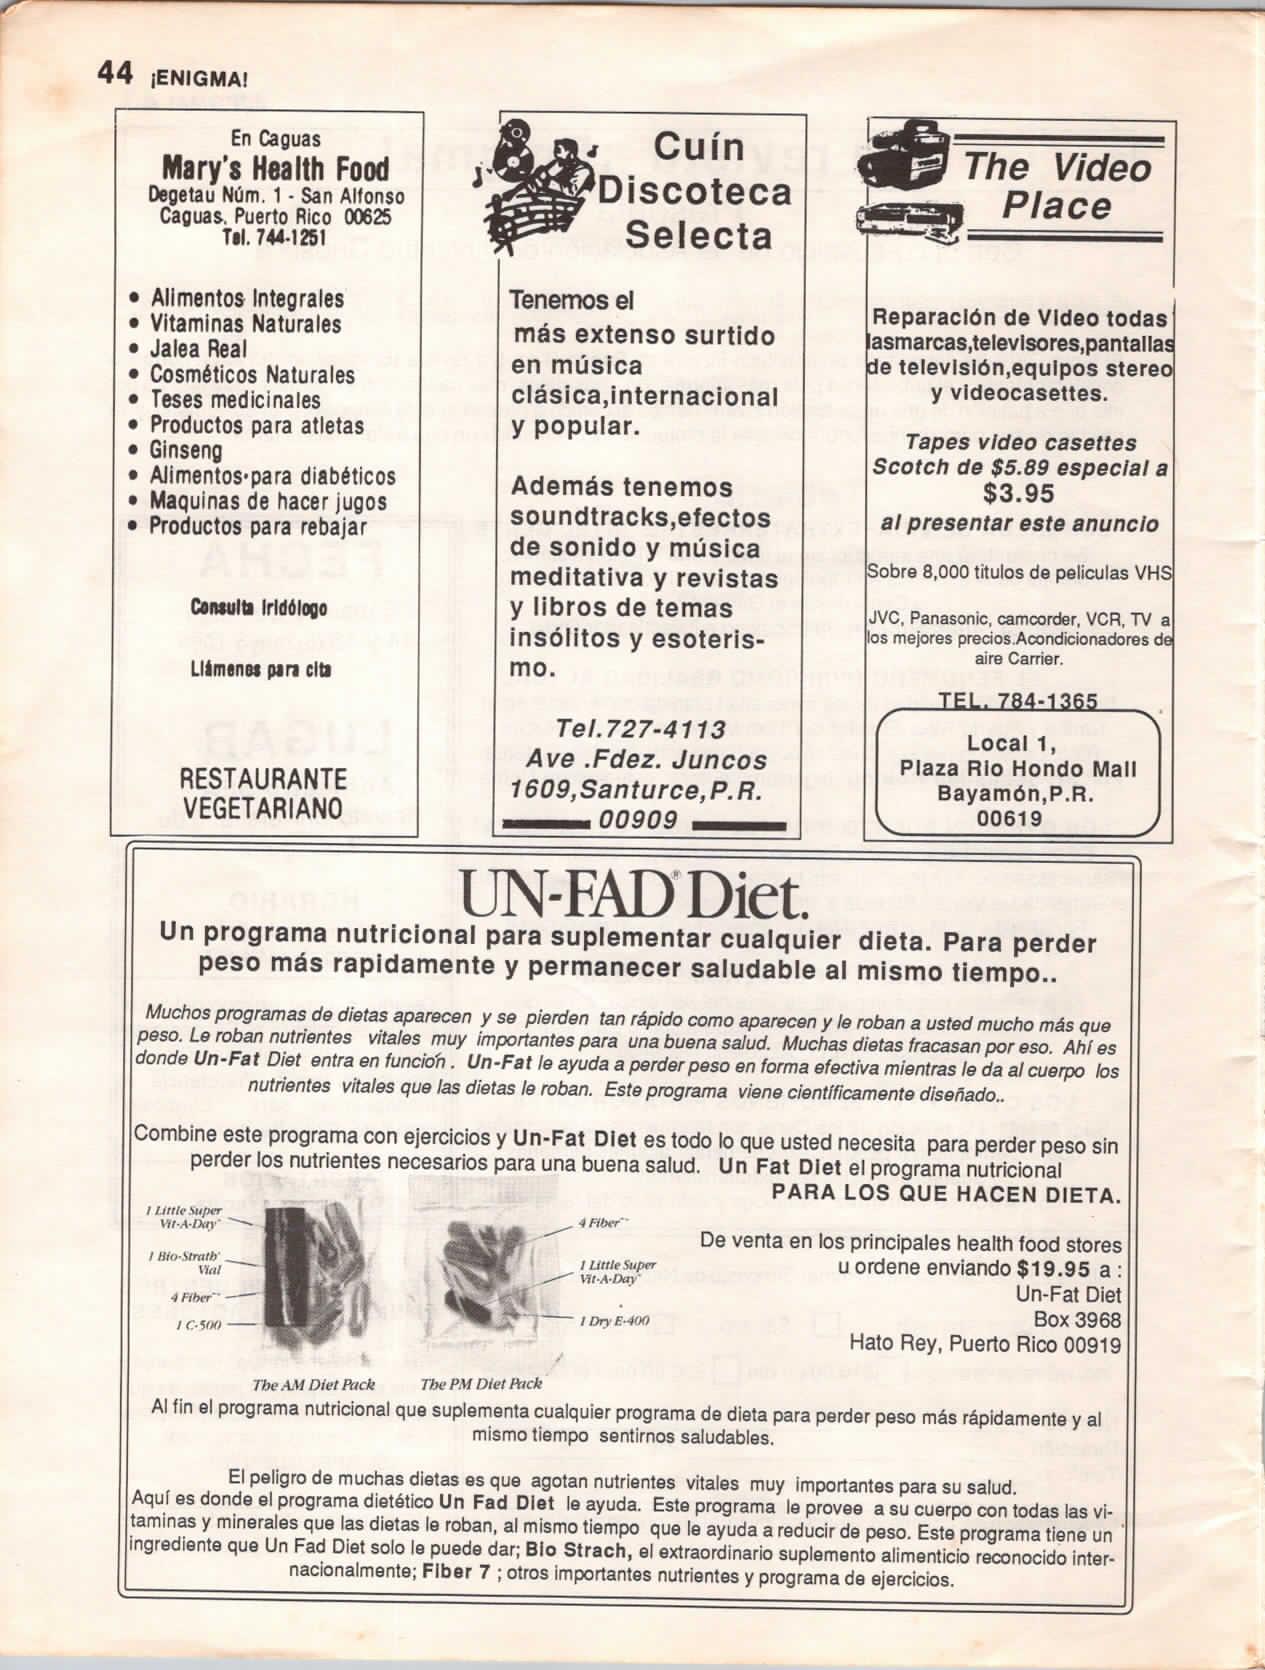 44 ¡ENIGMA!
En Caguas
Mary's Health Food
Degetau Núm. 1 - San Alfonso
Caguas, Puerto Rico 00625
Tel. 744-1251
• Alimentos Integrales
• Vitaminas Naturales
• Jalea Real
• Cosméticos Naturales
• Teses medicinales
• Productos para atletas
• Ginseng
• Alimentos para diabéticos
• Maquinas de hacer jugos
• Productos para rebajar
Consulta Iridólogo
Llámenos para cita
RESTAURANTE
VEGETARIANO
Cuín
Discoteca
Selecta
Tenemos el
más extenso surtido
en música
clásica,internacional
y popular.
Además tenemos
soundtracks,efectos
de sonido y música
meditativa y revistas
y libros de temas
insólitos y esoteris-
mo.
Tel.727-4113
Ave .Fdez. Juncos
1609,Santurce,P.R.
00909
The Video
Place
Reparación de Video todas
lasmarcas,televisores,pantallas
de televisión,equipos stereo
y videocasettes.
Tapes video casettes
Scotch de $5.89 especial a
$3.95
al presentar este anuncio
Sobre 8,000 titulos de peliculas VHS
JVC, Panasonic, camcorder, VCR, TV a
los mejores precios.Acondicionadores de
aire Carrier.
TEL. 784-1365
Local 1,
Plaza Rio Hondo Mall
Bayamón,P.R.
00619
UN-FAD® Diet.
Un programa nutricional para suplementar cualquier dieta. Para perder
peso más rapidamente y permanecer saludable al mismo tiempo..
Muchos programas de dietas aparecen y se pierden tan rápido como aparecen y le roban a usted mucho más que
peso. Le roban nutrientes vitales muy importantes para una buena salud. Muchas dietas fracasan por eso. Ahí es
donde Un-Fat Diet entra en función. Un-Fat le ayuda a perder peso en forma efectiva mientras le da al cuerpo los
nutrientes vitales que las dietas le roban. Este programa viene científicamente diseñado..
Combine este programa con ejercicios y Un-Fat Diet es todo lo que usted necesita para perder peso sin
perder los nutrientes necesarios para una buena salud. Un Fat Diet el programa nutricional
PARA LOS QUE HACEN DIETA.
1 Little Super
Vit-A-Day
1 Bio-Strath
Vial
4 Fiber
1 C-500
The AM Diet Pack
4 Fiber
1 Little Super
Vit-A-Day
1 Dry E-400
The PM Diet Pack
De venta en los principales health food stores
u ordene enviando $19.95 a :
Un-Fat Diet
Box 3968
Hato Rey, Puerto Rico 00919
Al fin el programa nutricional que suplementa cualquier programa de dieta para perder peso más rápidamente y al
mismo tiempo sentirnos saludables.
El peligro de muchas dietas es que agotan nutrientes vitales muy importantes para su salud.
Aquí es donde el programa dietético Un Fad Diet le ayuda. Este programa le provee a su cuerpo con todas las vi-
taminas y minerales que las dietas le roban, al mismo tiempo que le ayuda a reducir de peso. Este programa tiene un
ingrediente que Un Fad Diet solo le puede dar; Bio Strach, el extraordinario suplemento alimenticio reconocido inter-
nacionalmente; Fiber 7 ; otros importantes nutrientes y programa de ejercicios.